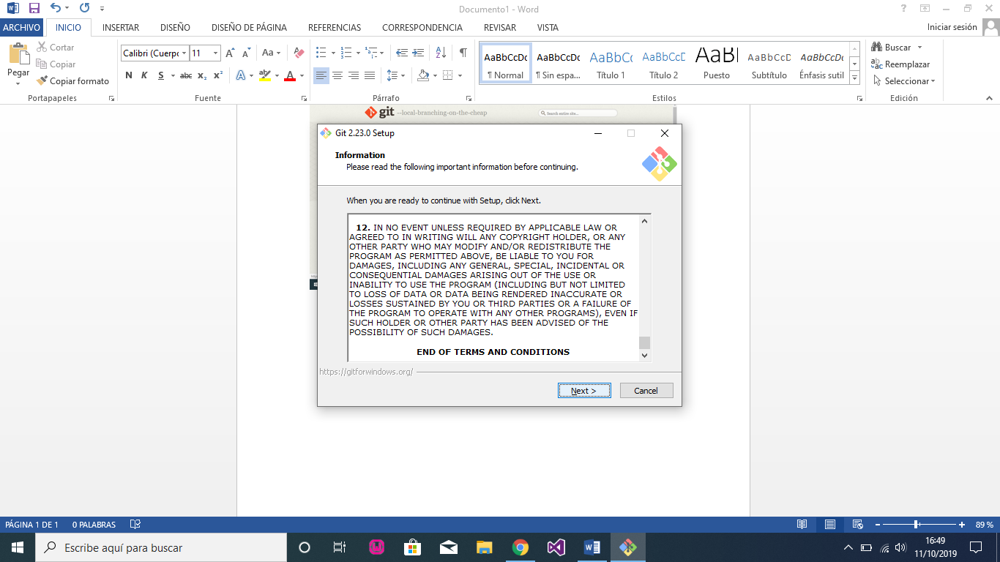 Documento1 - Word
ARCHIVO INICIO INSERTAR DISEÑO DISEÑO DE PÁGINA REFERENCIAS CORRESPONDENCIA REVISAR VISTA Iniciar sesión
Pegar
Cortar
Copiar
Copiar formato
Portapapeles
Calibri (Cuerpo 11
N K S abc x₂ x²
Fuente
Párrafo
AaBbCcDc AaBbCcDc AaBbCc AaBbCcD AaBb AaBbCcD AaBbCcDc
¶ Normal ¶ Sin espa... Título 1 Título 2 Puesto Subtítulo Énfasis sutil
Estilos
Buscar
Reemplazar
Seleccionar
Edición
git --local-branching-on-the-cheap Search entire site...
Git 2.23.0 Setup
Information
Please read the following important information before continuing.
When you are ready to continue with Setup, click Next.
12. IN NO EVENT UNLESS REQUIRED BY APPLICABLE LAW OR
AGREED TO IN WRITING WILL ANY COPYRIGHT HOLDER, OR ANY
OTHER PARTY WHO MAY MODIFY AND/OR REDISTRIBUTE THE
PROGRAM AS PERMITTED ABOVE, BE LIABLE TO YOU FOR
DAMAGES, INCLUDING ANY GENERAL, SPECIAL, INCIDENTAL OR
CONSEQUENTIAL DAMAGES ARISING OUT OF THE USE OR
INABILITY TO USE THE PROGRAM (INCLUDING BUT NOT LIMITED
TO LOSS OF DATA OR DATA BEING RENDERED INACCURATE OR
LOSSES SUSTAINED BY YOU OR THIRD PARTIES OR A FAILURE OF
THE PROGRAM TO OPERATE WITH ANY OTHER PROGRAMS), EVEN IF
SUCH HOLDER OR OTHER PARTY HAS BEEN ADVISED OF THE
POSSIBILITY OF SUCH DAMAGES.
END OF TERMS AND CONDITIONS
https://gitforwindows.org/
Next > Cancel
PÁGINA 1 DE 1 0 PALABRAS 89 %
Escribe aquí para buscar
16:49
11/10/2019